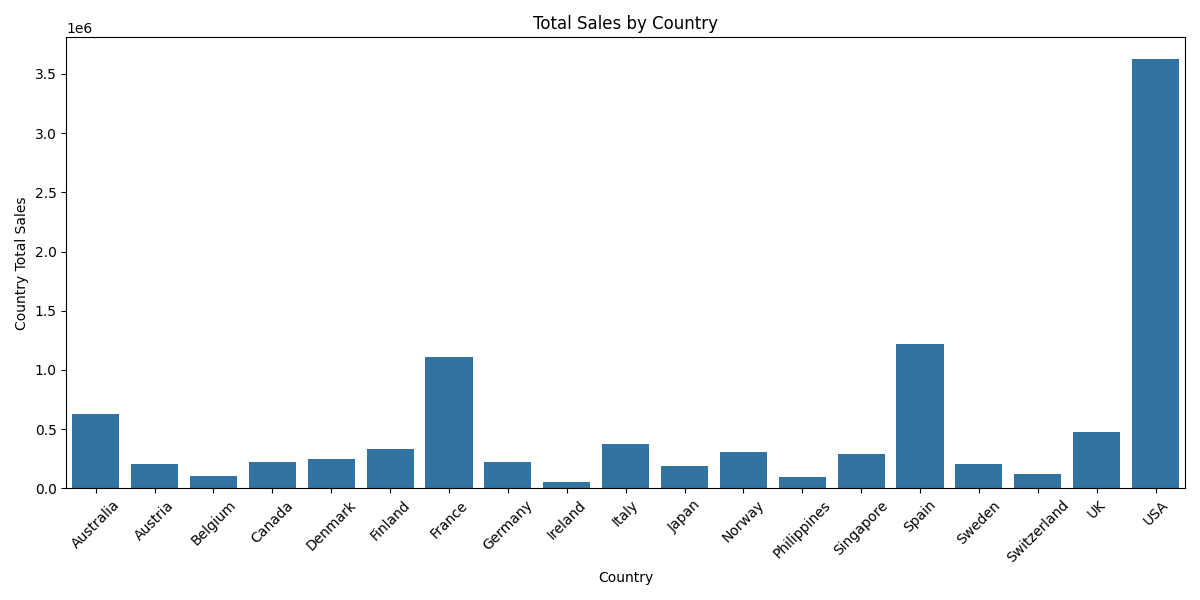 Total Sales by Country
1e6
3.5
3.0
2.5
2.0
1.5
1.0
0.5
0.0
Country Total Sales
Australia
Austria
Belgium
Canada
Denmark
Finland
France
Germany
Ireland
Italy
Japan
Norway
Philippines
Singapore
Spain
Sweden
Switzerland
UK
USA
Country